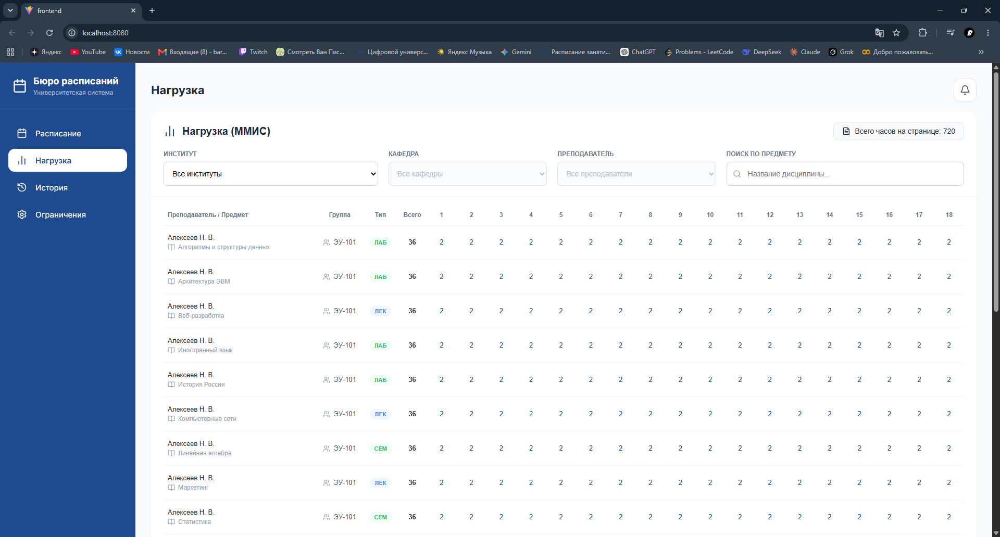 frontend
localhost:8080
Яндекс YouTube Новости Входящие (8) - bar... Twitch Смотреть Ван Пис... Цифровой универс... Яндекс Музыка Gemini Расписание заняти... ChatGPT Problems - LeetCode DeepSeek Claude Grok Добро пожаловать...
Бюро расписаний
Университетская система
Расписание
Нагрузка
История
Ограничения
Нагрузка
Нагрузка (ММИС)
Всего часов на странице: 720
ИНСТИТУТ КАФЕДРА ПРЕПОДАВАТЕЛЬ ПОИСК ПО ПРЕДМЕТУ
Все институты Все кафедры Все преподаватели Название дисциплины...
Преподаватель / Предмет Группа Тип Всего 1 2 3 4 5 6 7 8 9 10 11 12 13 14 15 16 17 18
Алексеев Н. В.
Алгоритмы и структуры данных
ЭУ-101 ЛАБ 36 2 2 2 2 2 2 2 2 2 2 2 2 2 2 2 2 2 2
Алексеев Н. В.
Архитектура ЭВМ
ЭУ-101 ЛАБ 36 2 2 2 2 2 2 2 2 2 2 2 2 2 2 2 2 2 2
Алексеев Н. В.
Веб-разработка
ЭУ-101 ЛЕК 36 2 2 2 2 2 2 2 2 2 2 2 2 2 2 2 2 2 2
Алексеев Н. В.
Иностранный язык
ЭУ-101 ЛАБ 36 2 2 2 2 2 2 2 2 2 2 2 2 2 2 2 2 2 2
Алексеев Н. В.
История России
ЭУ-101 ЛАБ 36 2 2 2 2 2 2 2 2 2 2 2 2 2 2 2 2 2 2
Алексеев Н. В.
Компьютерные сети
ЭУ-101 ЛЕК 36 2 2 2 2 2 2 2 2 2 2 2 2 2 2 2 2 2 2
Алексеев Н. В.
Линейная алгебра
ЭУ-101 СЕМ 36 2 2 2 2 2 2 2 2 2 2 2 2 2 2 2 2 2 2
Алексеев Н. В.
Маркетинг
ЭУ-101 ЛЕК 36 2 2 2 2 2 2 2 2 2 2 2 2 2 2 2 2 2 2
Алексеев Н. В.
Статистика
ЭУ-101 СЕМ 36 2 2 2 2 2 2 2 2 2 2 2 2 2 2 2 2 2 2